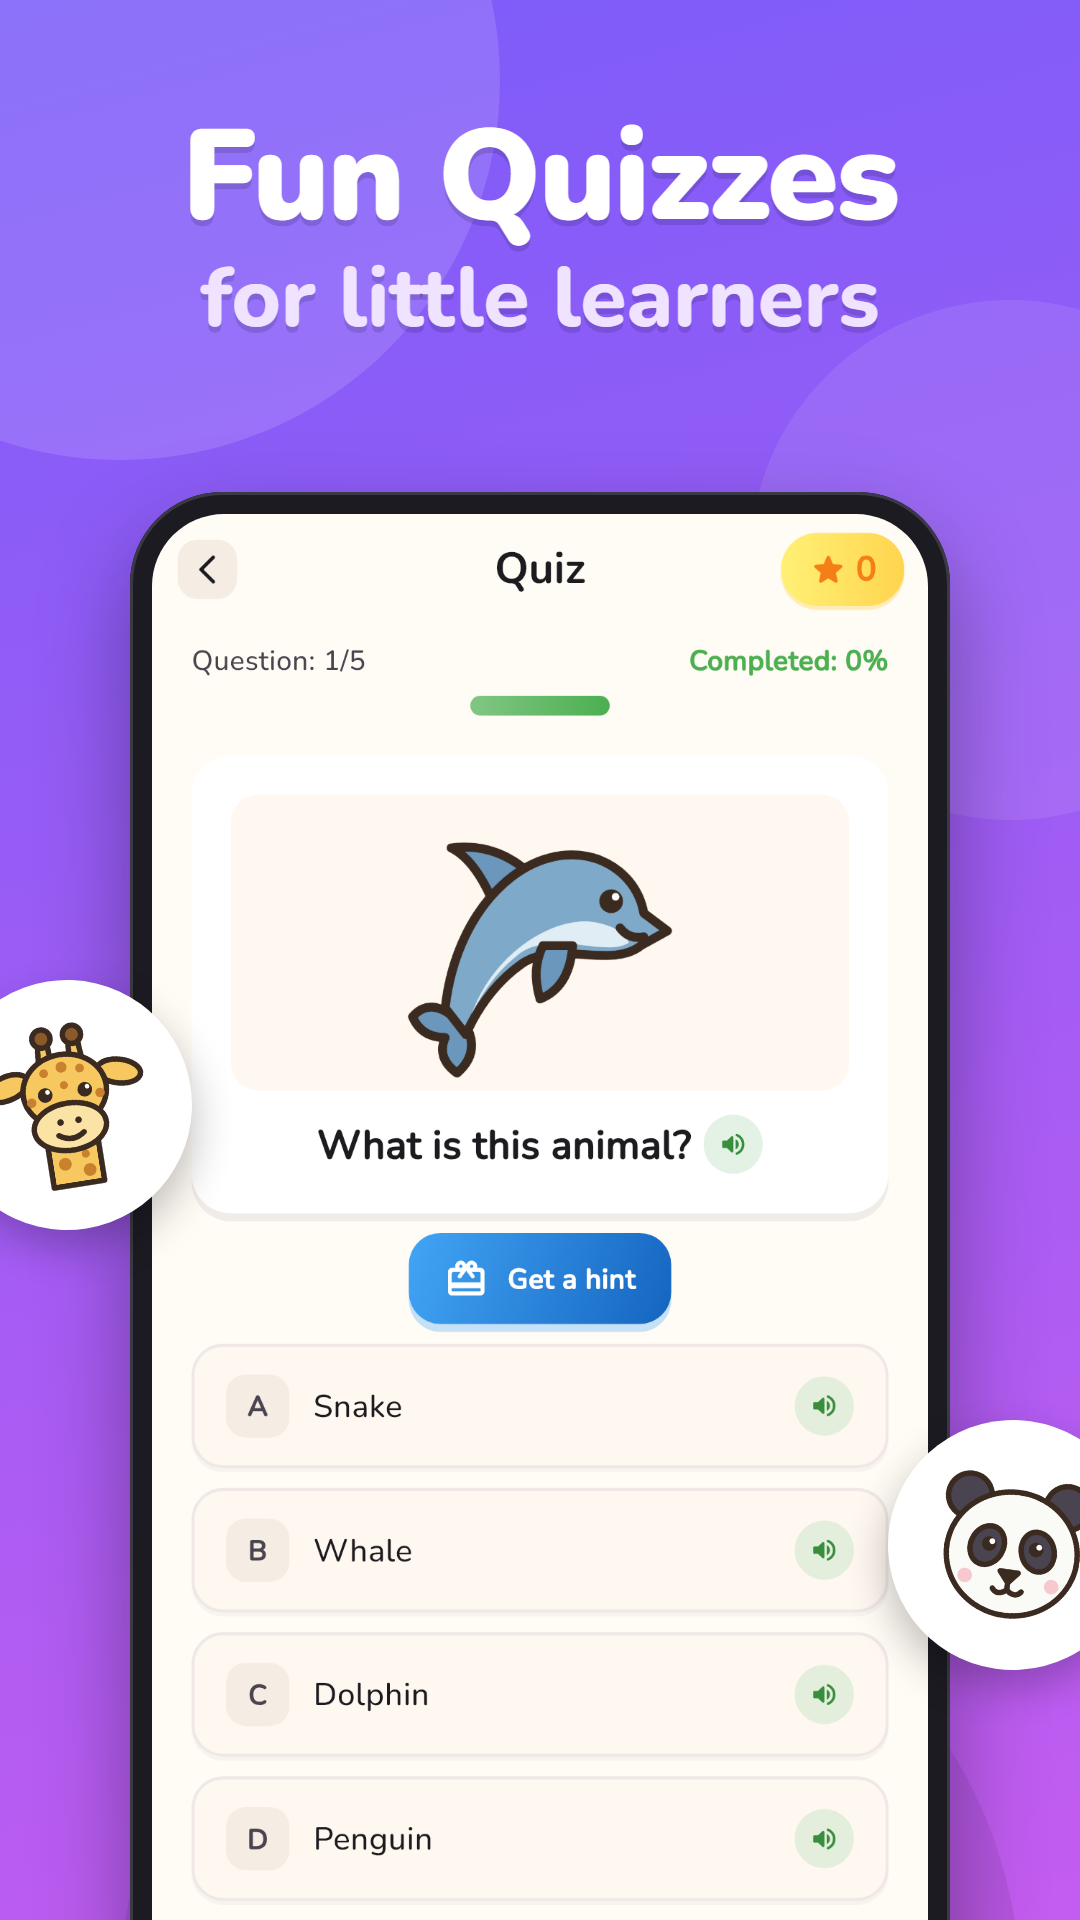 Fun Quizzes
for little learners
Quiz
0
Question: 1/5
Completed: 0%
What is this animal?
Get a hint
A Snake
B Whale
C Dolphin
D Penguin